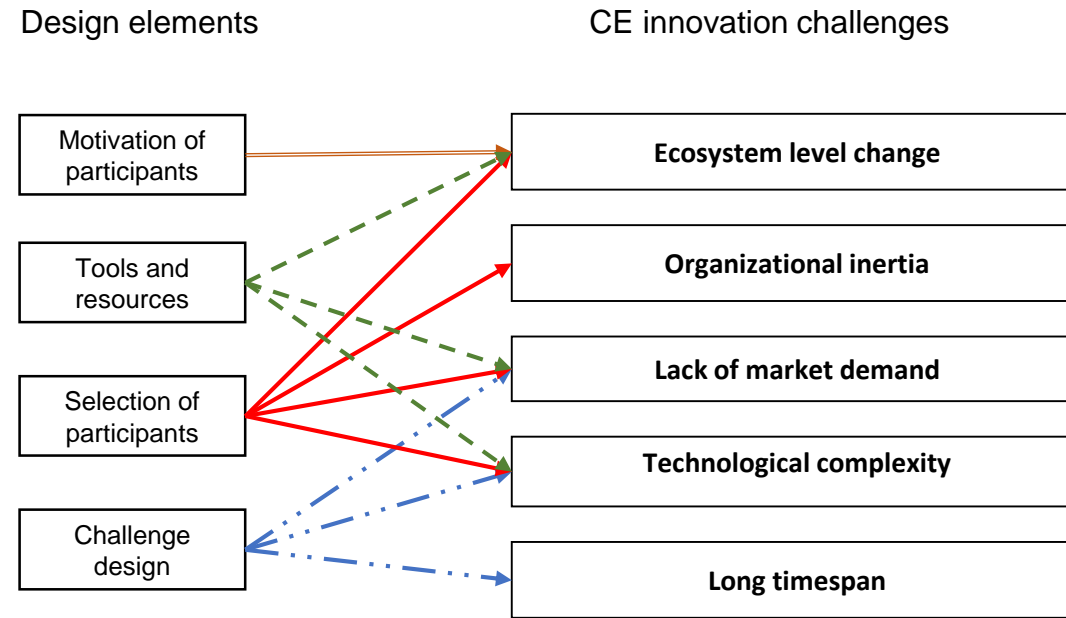 Design elements
CE innovation challenges
Motivation of
participants
Ecosystem level change
Tools and
resources
Organizational inertia
Lack of market demand
Selection of
participants
Technological complexity
Challenge
design
Long timespan